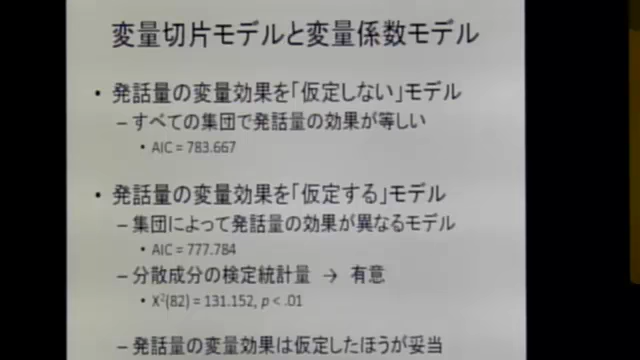 変量切片モデルと変量係数モデル
• 発話量の変量効果を「仮定しない」モデル
– すべての集団で発話量の効果が等しい
• AIC = 783.667
• 発話量の変量効果を「仮定する」モデル
– 集団によって発話量の効果が異なるモデル
• AIC = 777.784
– 分散成分の検定統計量 → 有意
• X²(82) = 131.152, p < .01
– 発話量の変量効果は仮定したほうが妥当